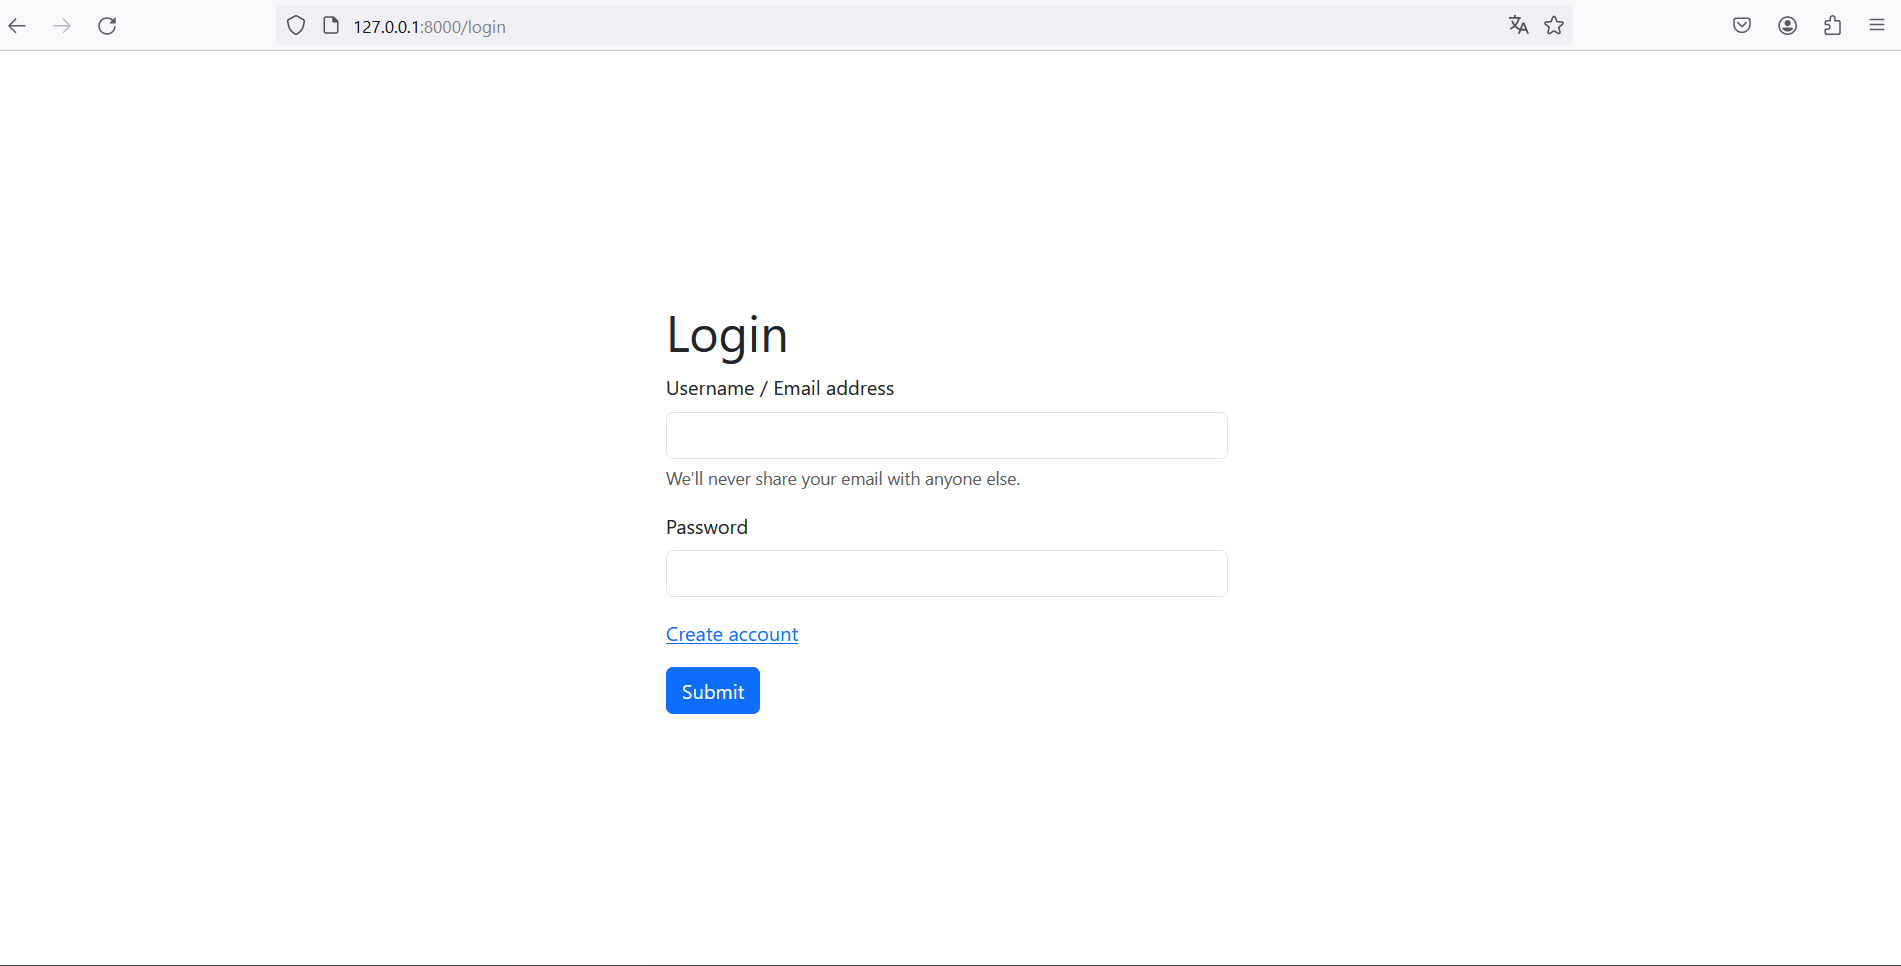 127.0.0.1:8000/login
Login
Username / Email address
We'll never share your email with anyone else.
Password
Create account
Submit